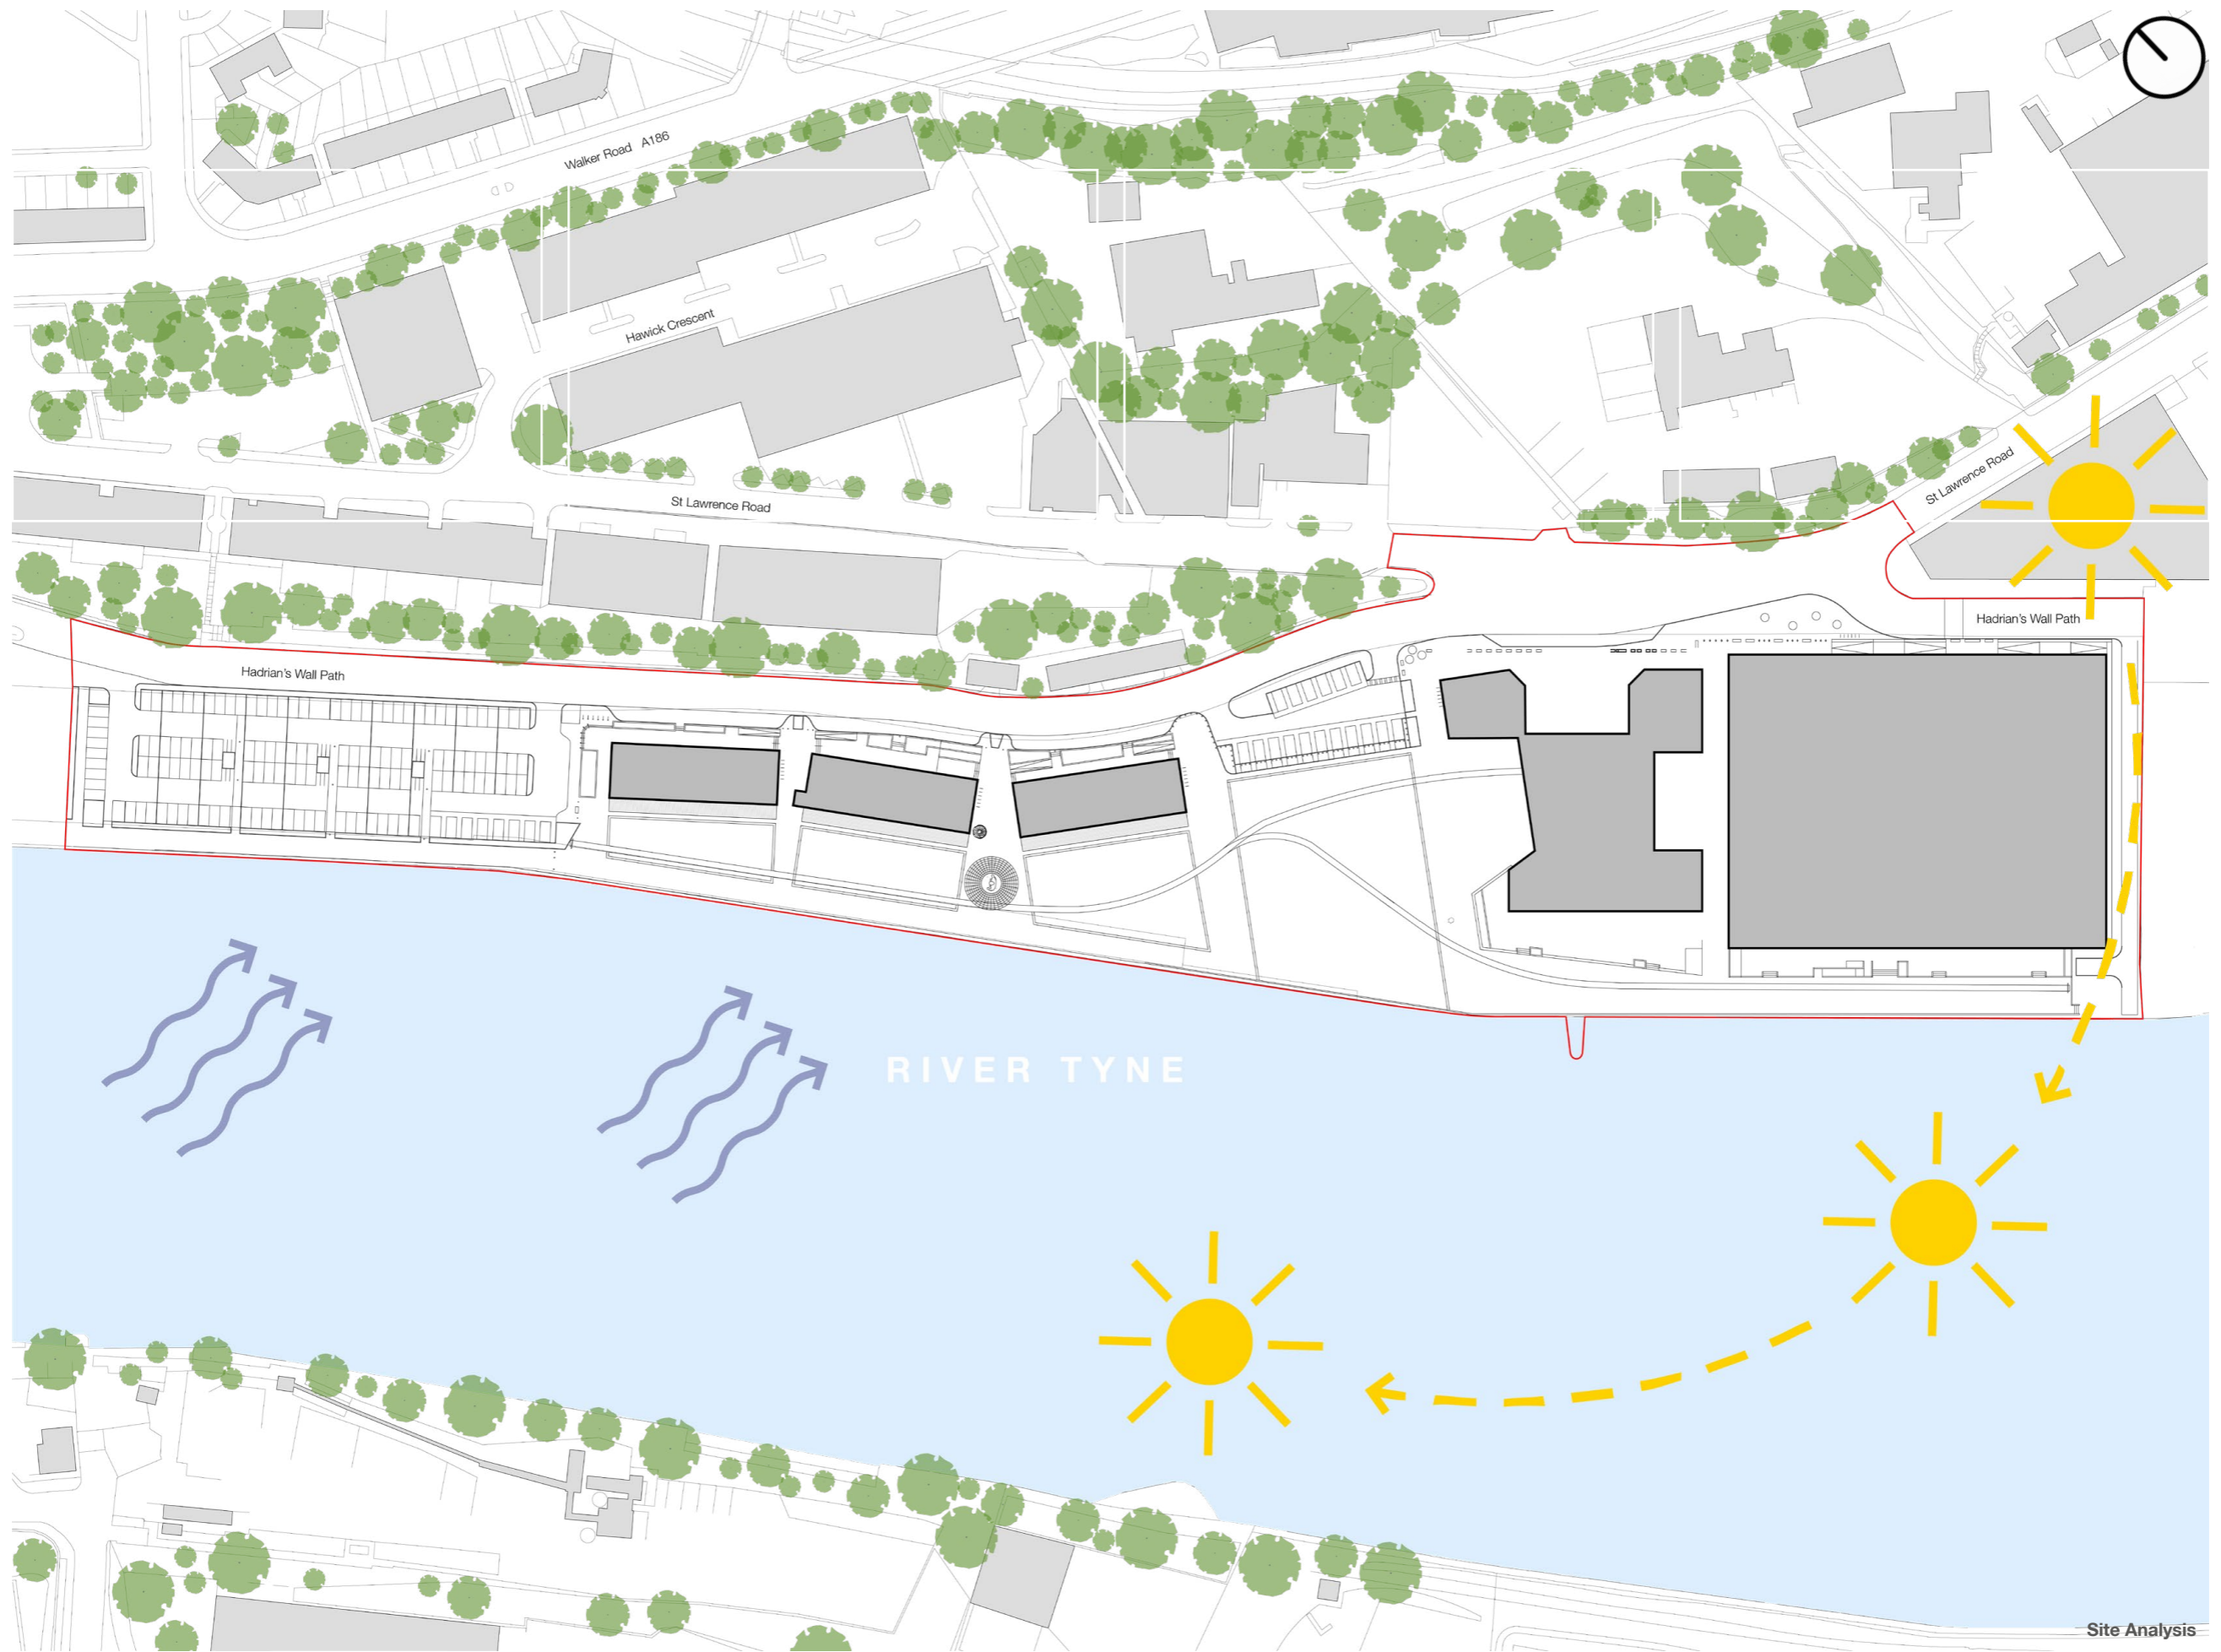 Walker Road A186
Hawick Crescent
St Lawrence Road
St Lawrence Road
Hadrian's Wall Path
Hadrian's Wall Path
RIVER TYNE
Site Analysis